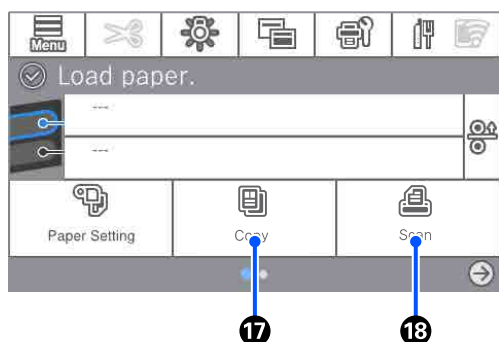 Menu
Load paper.
---
---
Paper Setting
Copy
Scan
17
18